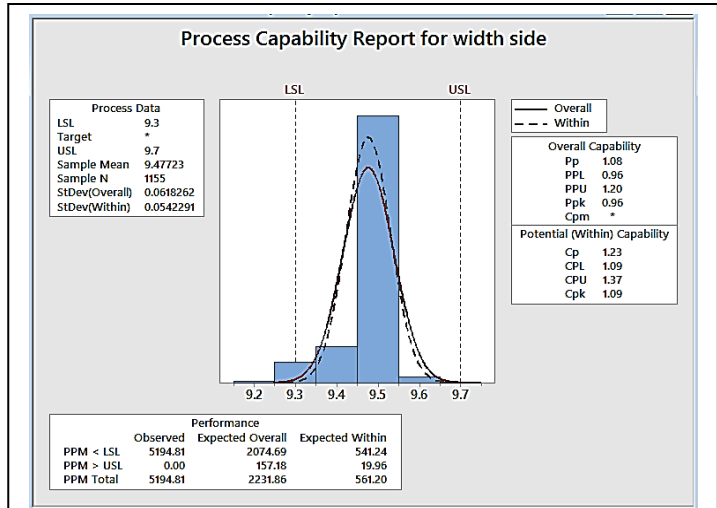 Process Capability Report for width side
LSL USL
Process Data
LSL 9.3
Target *
USL 9.7
Sample Mean 9.47723
Sample N 1155
StDev(Overall) 0.0618262
StDev(Within) 0.0542291
Overall
Within
Overall Capability
Pp 1.08
PPL 0.96
PPU 1.20
Ppk 0.96
Cpm *
Potential (Within) Capability
Cp 1.23
CPL 1.09
CPU 1.37
Cpk 1.09
9.2 9.3 9.4 9.5 9.6 9.7
Performance
Observed Expected Overall Expected Within
PPM < LSL 5194.81 2074.69 541.24
PPM > USL 0.00 157.18 19.96
PPM Total 5194.81 2231.86 561.20